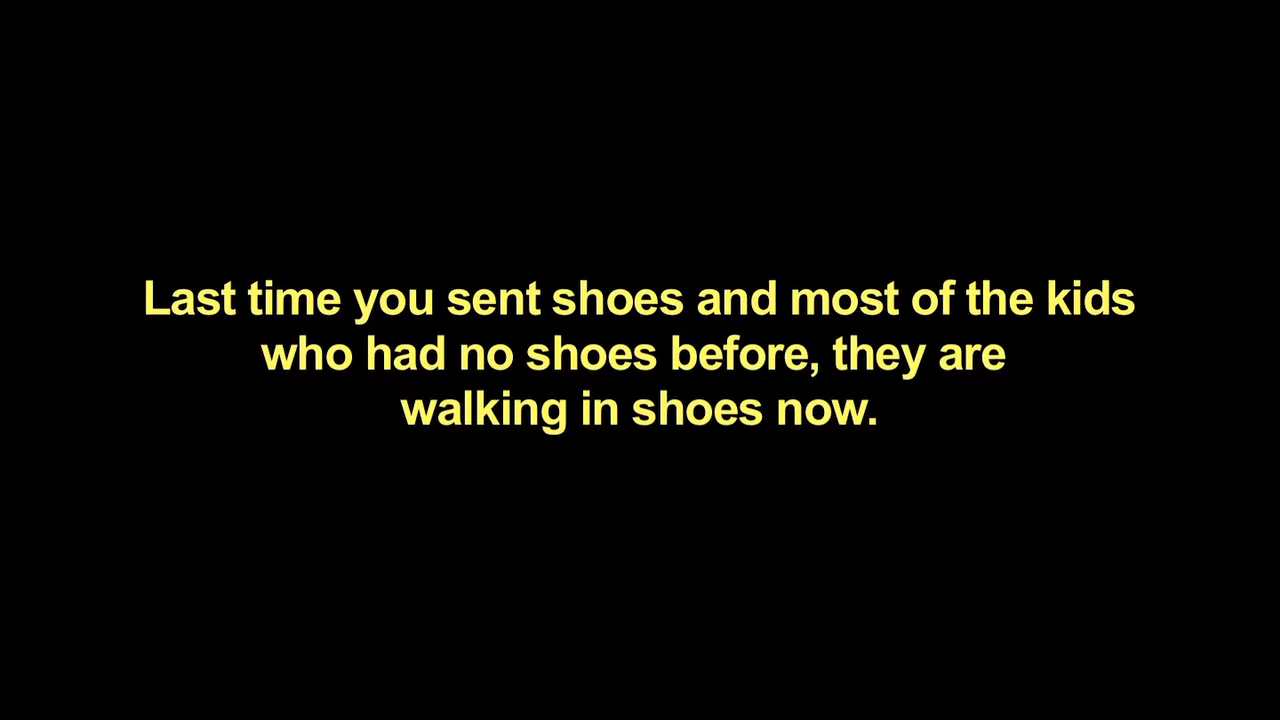 Last time you sent shoes and most of the kids
who had no shoes before, they are
walking in shoes now.